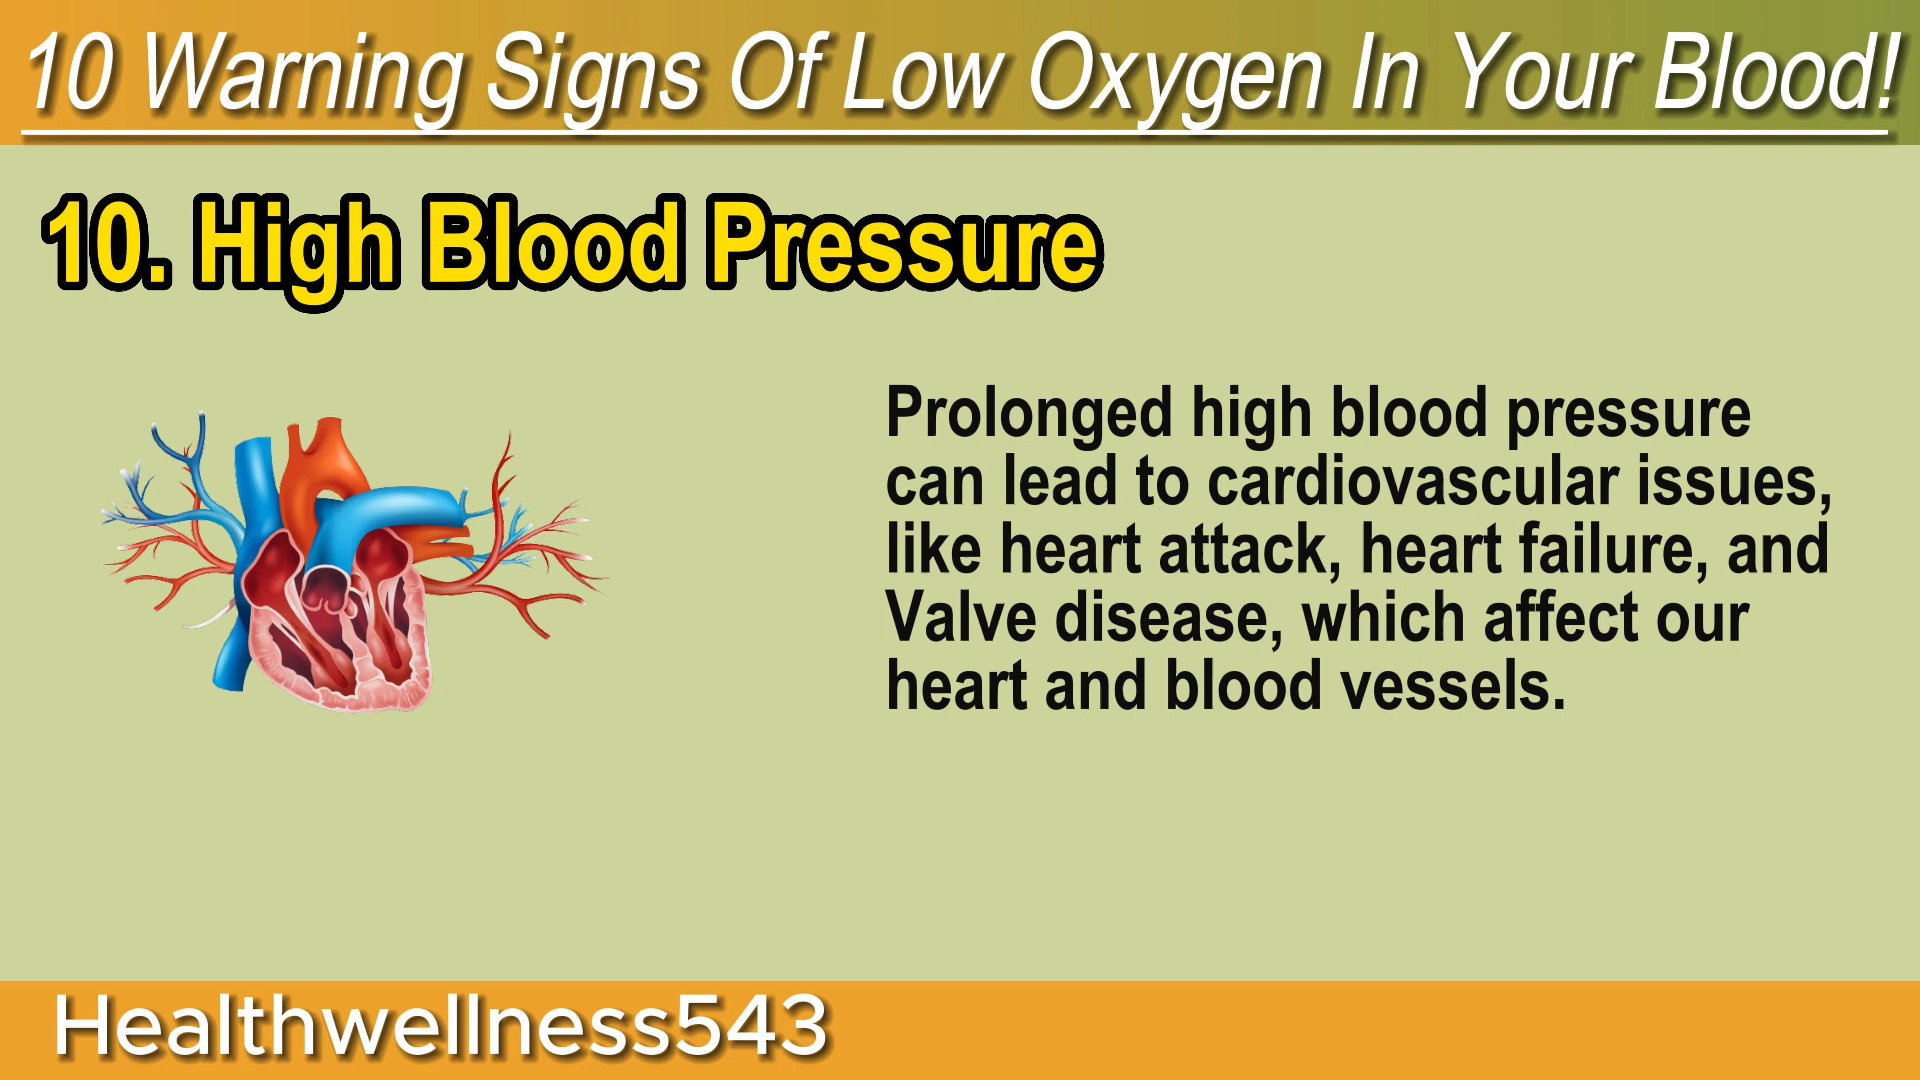 10 Warning Signs Of Low Oxygen In Your Blood!
10. High Blood Pressure
Prolonged high blood pressure
can lead to cardiovascular issues,
like heart attack, heart failure, and
Valve disease, which affect our
heart and blood vessels.
Healthwellness543